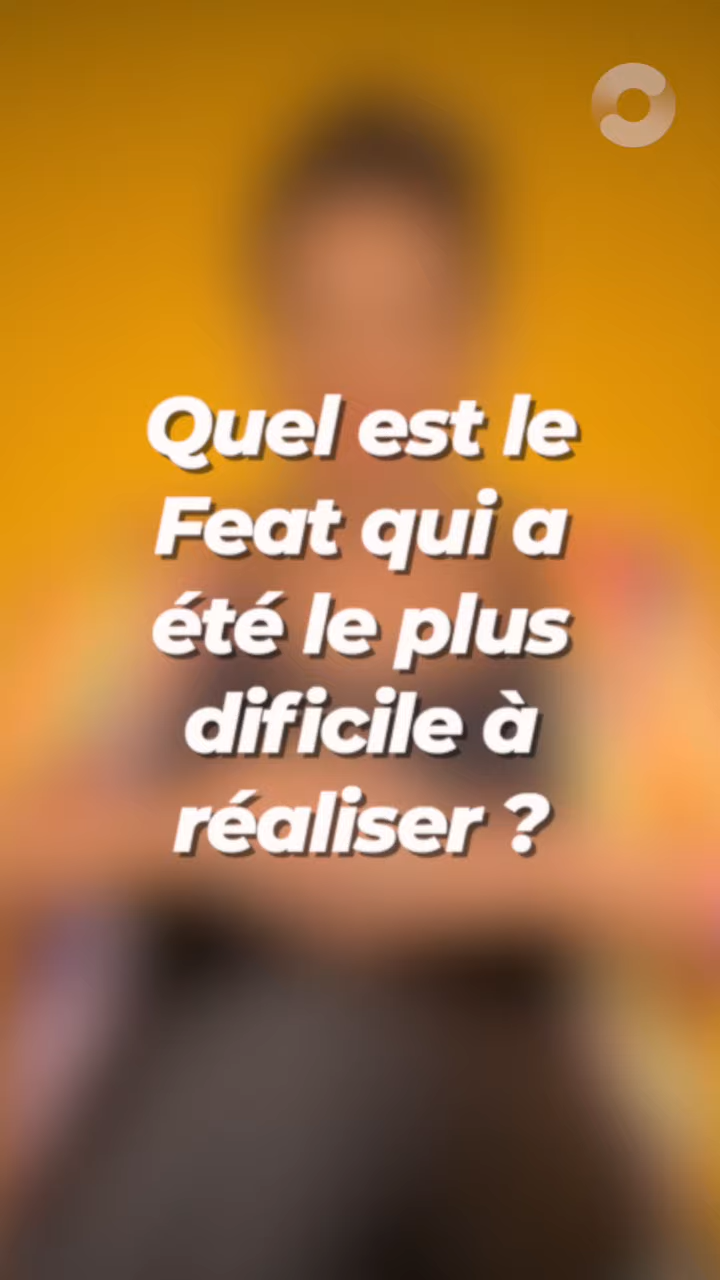 Quel est le
Feat qui a
été le plus
dificile à
réaliser ?